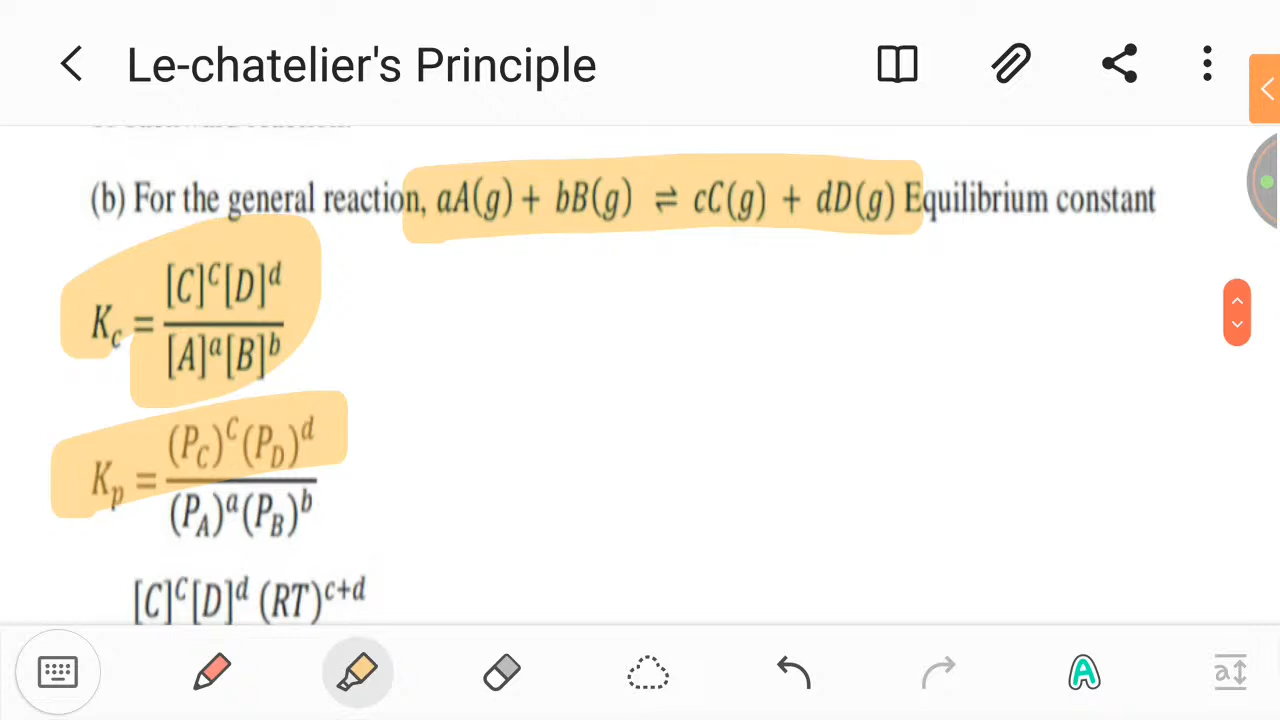 Le-chatelier's Principle
(b) For the general reaction, aA(g) + bB(g) ⇌ cC(g) + dD(g) Equilibrium constant
K_c = [C]^C[D]^d / [A]^a[B]^b
K_p = (P_C)^C(P_D)^d / (P_A)^a(P_B)^b
[C]^C[D]^d (RT)^{c+d}
A
a